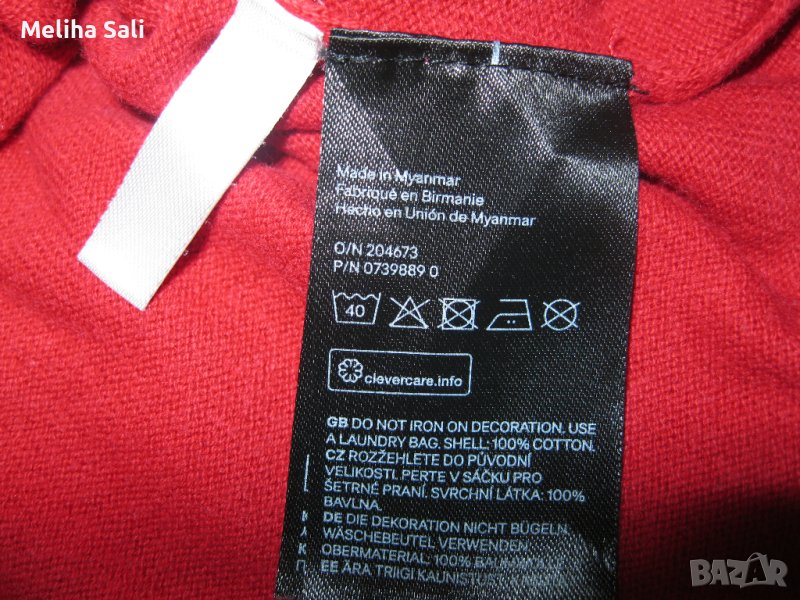 Meliha Sali
Made in Myanmar
Fabriqué en Birmanie
Hecho en Unión de Myanmar
O/N 204673
P/N 0739889 0
40
clevercare.info
GB DO NOT IRON ON DECORATION. USE
A LAUNDRY BAG. SHELL: 100% COTTON.
CZ ROZŽEHLETE DO PŮVODNÍ
VELIKOSTI. PERTE V SÁČKU PRO
ŠETRNÉ PRANÍ. SVRCHNÍ LÁTKA: 100%
BAVLNA.
DE DIE DEKORATION NICHT BÜGELN.
WÄSCHEBEUTEL VERWENDEN.
OBERMATERIAL: 100% BAUMWOLLE
EE ÄRA TRIIGI KAUNISTUST
BAZAR